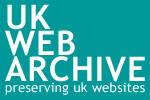 UK
WEB
ARCHIVE
preserving uk websites